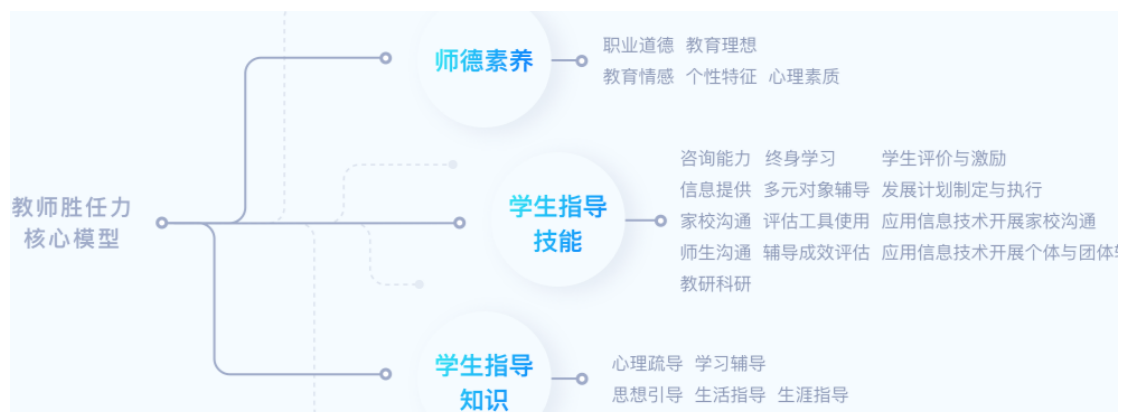 师德素养
职业道德 教育理想
教育情感 个性特征 心理素质
教师胜任力
核心模型
学生指导
技能
咨询能力 终身学习 学生评价与激励
信息提供 多元对象辅导 发展计划制定与执行
家校沟通 评估工具使用 应用信息技术开展家校沟通
师生沟通 辅导成效评估 应用信息技术开展个体与团体
教研科研
学生指导
知识
心理疏导 学习辅导
思想引导 生活指导 生涯指导